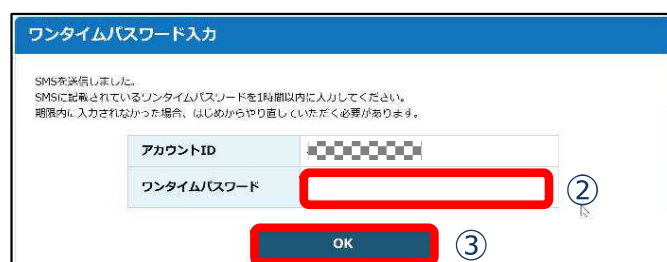 ワンタイムパスワード入力
SMSを送信しました。
SMSに記載されているワンタイムパスワードを1時間以内に入力してください。
期限内に入力されなかった場合、はじめからやり直していただく必要があります。
アカウントID
ワンタイムパスワード
②
OK
③